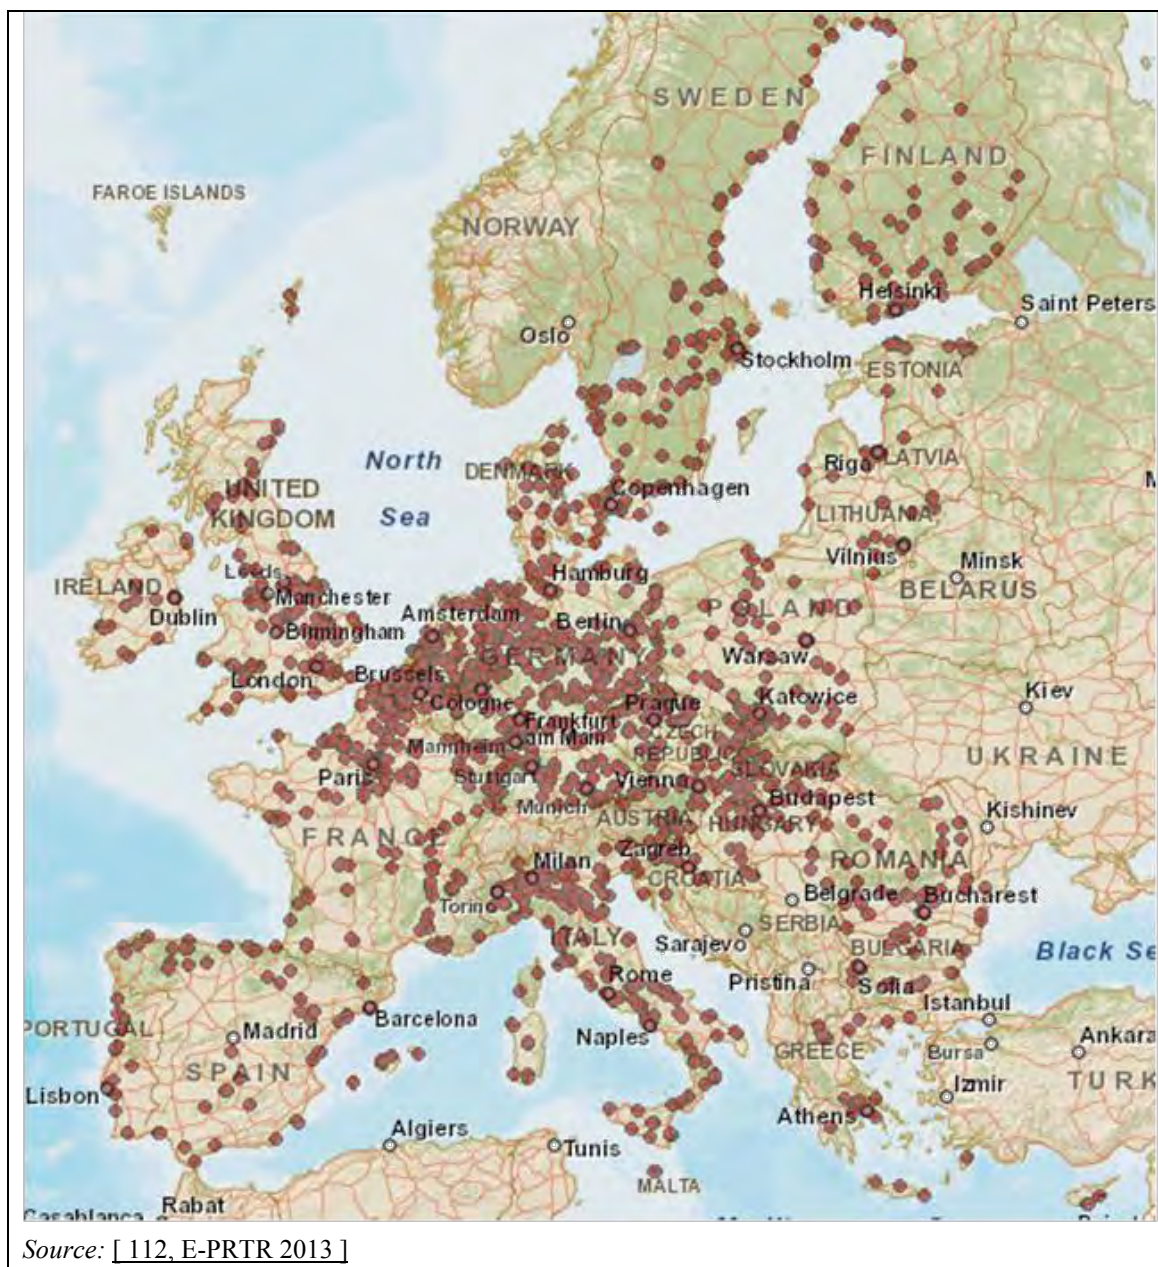 SWEDEN
FINLAND
FAROE ISLANDS
NORWAY
Helsinki
Saint Peters
Oslo
Stockholm
ESTONIA
North
Sea
DENMARK
Riga
LATVIA
Copenhagen
UNITED
KINGDOM
LITHUANIA
Vilnius
Minsk
BELARUS
Leeds
IRELAND
Manchester
Hamburg
Dublin
Amsterdam
POLAND
Birmingham
Berlin
GERMANY
Warsaw
London
Brussels
Cologne
Prague
Katowice
Kiev
Frankfurt
am Main
CZECH
REPUBLIC
Mannheim
UKRAINE
Paris
Stuttgart
Vienna
SLOVAKIA
Munich
Budapest
Kishinev
AUSTRIA
HUNGARY
FRANCE
Zagreb
Milan
ROMANIA
CROATIA
Torino
Belgrade
Bucharest
SERBIA
ITALY
Sarajevo
BULGARIA
Black Se
Rome
Pristina
Sofia
Istanbul
Barcelona
PORTUGAL
Madrid
Naples
Ankara
Bursa
GREECE
SPAIN
TURK
Lisbon
Izmir
Athens
Algiers
Tunis
MALTA
Rabat
Casablanca
Source: [ 112, E-PRTR 2013 ]